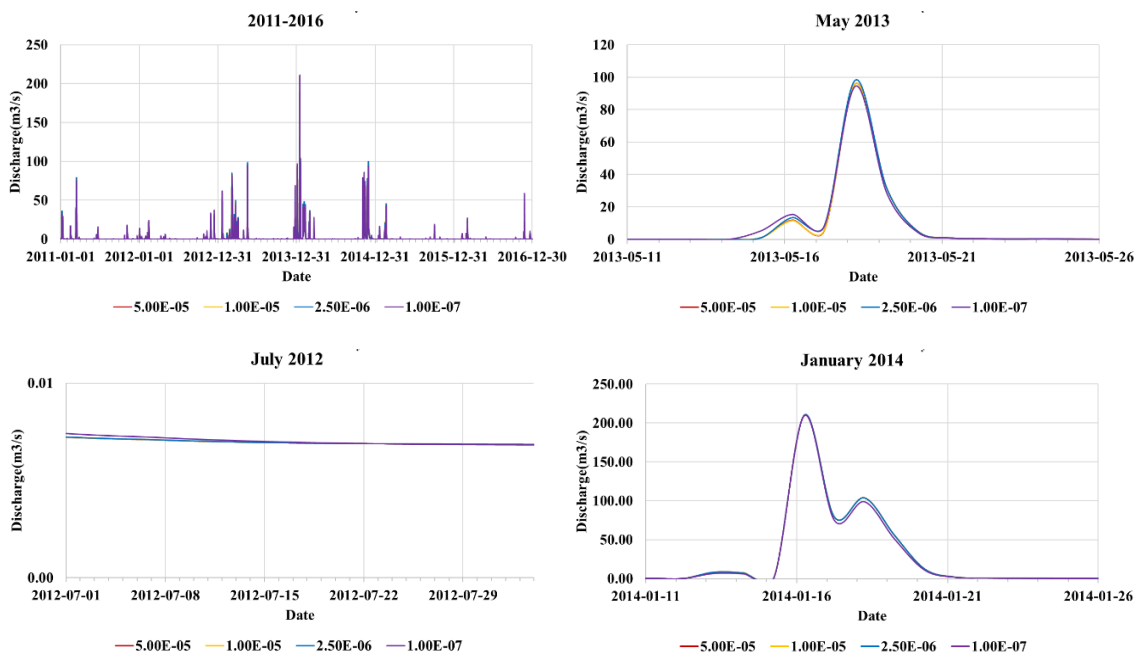 2011-2016
250
200
150
100
50
0
Discharge(m3/s)
2011-01-01 2012-01-01 2012-12-31 2013-12-31 2014-12-31 2015-12-31 2016-12-30
Date
5.00E-05 1.00E-05 2.50E-06 1.00E-07
May 2013
120
100
80
60
40
20
0
Discharge(m3/s)
2013-05-11 2013-05-16 2013-05-21 2013-05-26
Date
5.00E-05 1.00E-05 2.50E-06 1.00E-07
July 2012
0.01
0.00
Discharge(m3/s)
2012-07-01 2012-07-08 2012-07-15 2012-07-22 2012-07-29
Date
5.00E-05 1.00E-05 2.50E-06 1.00E-07
January 2014
250.00
200.00
150.00
100.00
50.00
0.00
Discharge(m3/s)
2014-01-11 2014-01-16 2014-01-21 2014-01-26
Date
5.00E-05 1.00E-05 2.50E-06 1.00E-07